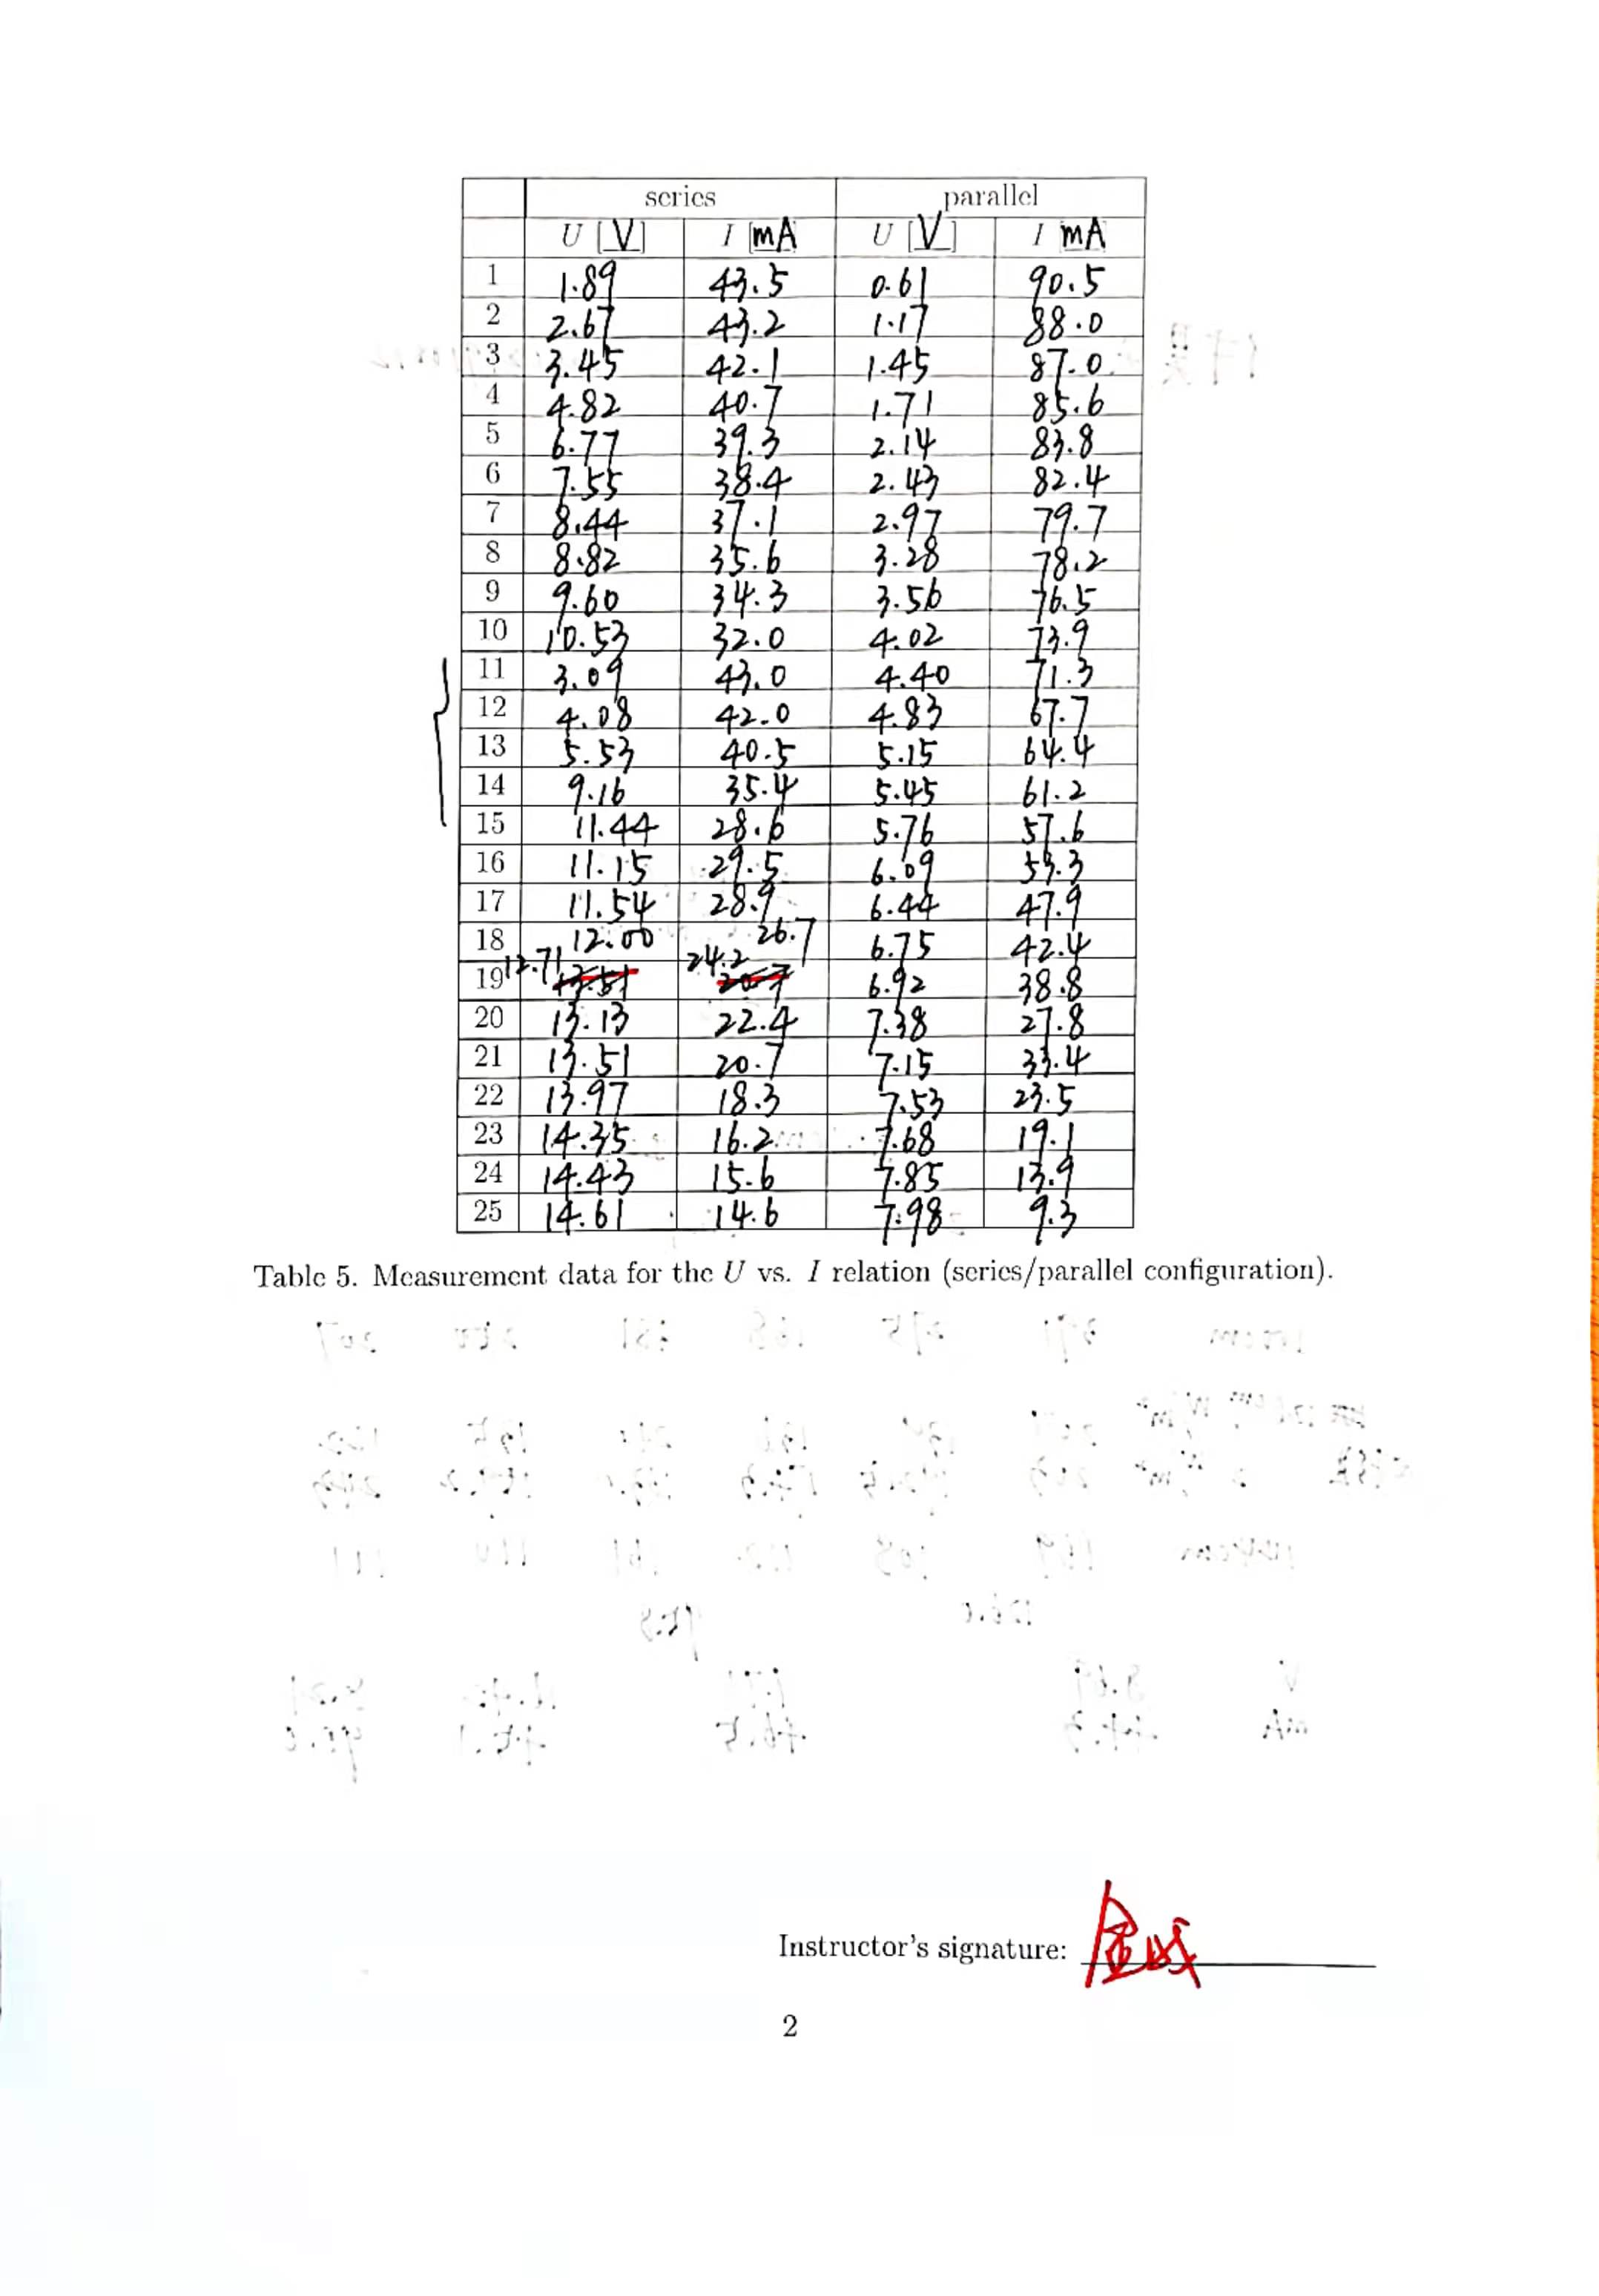 series parallel
U [V] I [mA] U [V] I [mA]
1 1.89 43.5 0.61 90.5
2 2.67 43.2 1.17 88.0
3 3.45 42.1 1.45 87.0
4 4.82 40.7 1.71 85.6
5 6.77 39.3 2.14 83.8
6 7.55 38.4 2.43 82.4
7 8.44 37.1 2.97 79.7
8 8.82 35.6 3.28 78.2
9 9.60 34.3 3.56 76.5
10 10.53 32.0 4.02 73.9
11 3.09 43.0 4.40 71.3
12 4.08 42.0 4.83 67.7
13 5.53 40.5 5.15 64.4
14 9.16 35.4 5.45 61.2
15 11.44 28.6 5.76 57.6
16 11.15 29.5 6.09 53.3
17 11.54 28.9 6.44 47.9
18 12.00 26.7 6.75 42.4
19 12.71 13.51 24.2 20.7 6.92 38.8
20 13.13 22.4 7.38 27.8
21 13.51 20.7 7.15 33.4
22 13.97 18.3 7.53 23.5
23 14.35 16.2 7.68 19.1
24 14.43 15.6 7.85 13.9
25 14.61 14.6 7.98 9.3
Table 5. Measurement data for the U vs. I relation (series/parallel configuration).
Instructor's signature:
2